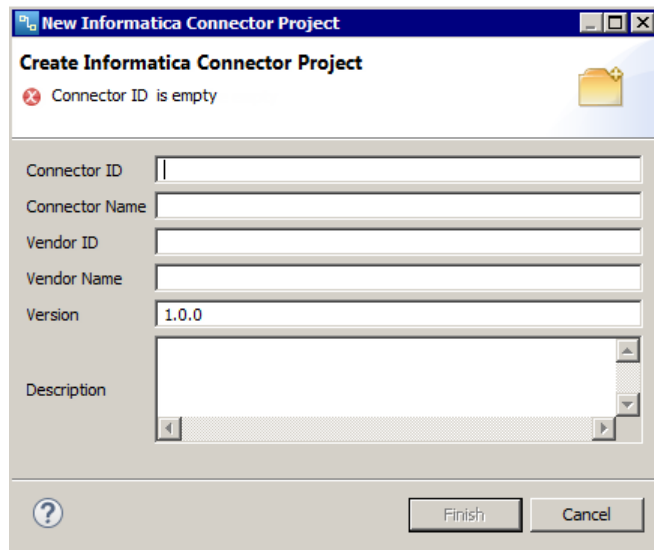 New Informatica Connector Project
Create Informatica Connector Project
Connector ID is empty
Connector ID
Connector Name
Vendor ID
Vendor Name
Version 1.0.0
Description
? Finish Cancel